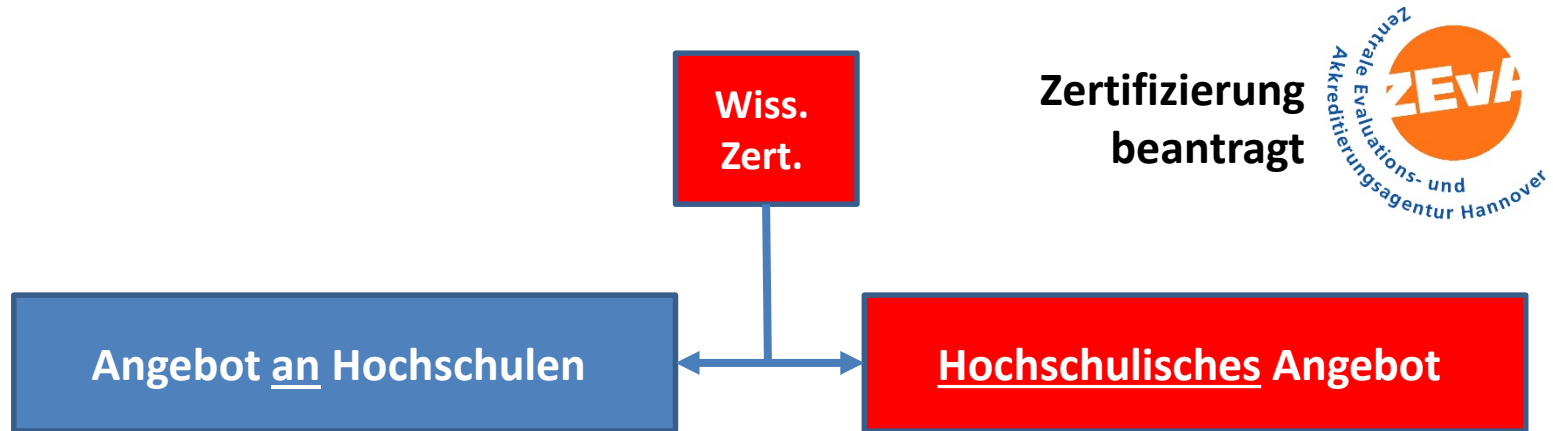 Wiss.
Zert.
Zertifizierung
beantragt
ZEvA
Zentrale Evaluations- und
Akkreditierungsagentur Hannover
Angebot an Hochschulen
Hochschulisches Angebot